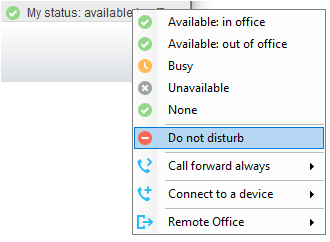 My status: available
Available: in office
Available: out of office
Busy
Unavailable
None
Do not disturb
Call forward always
Connect to a device
Remote Office